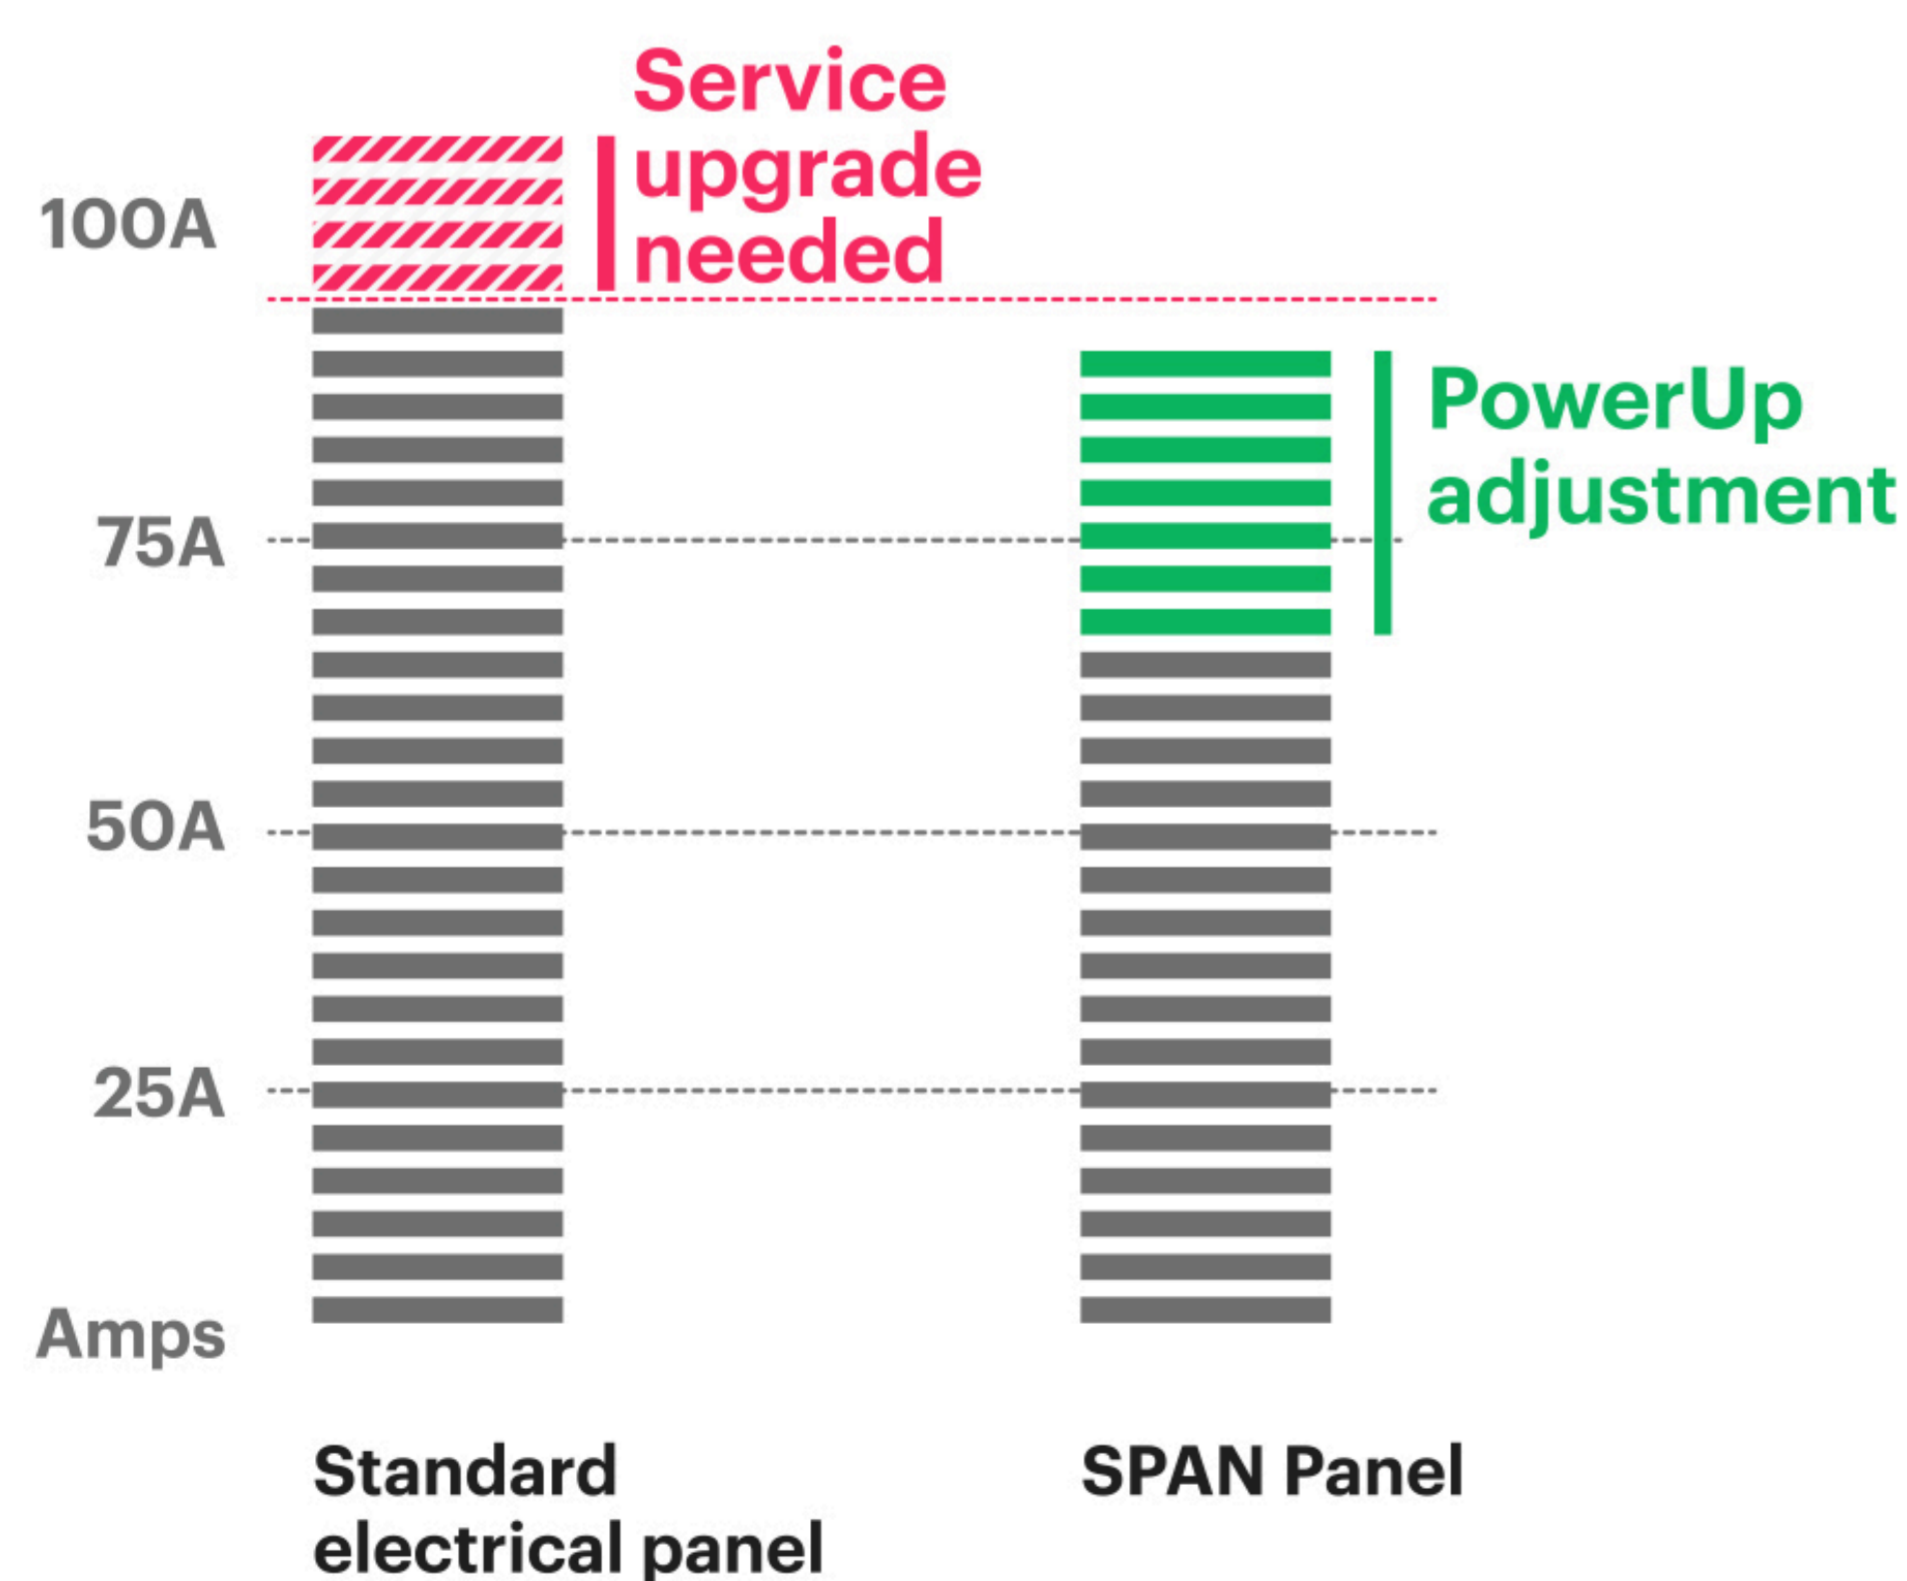 Service
upgrade
needed
100A
PowerUp
adjustment
75A
50A
25A
Amps
Standard
electrical panel
SPAN Panel